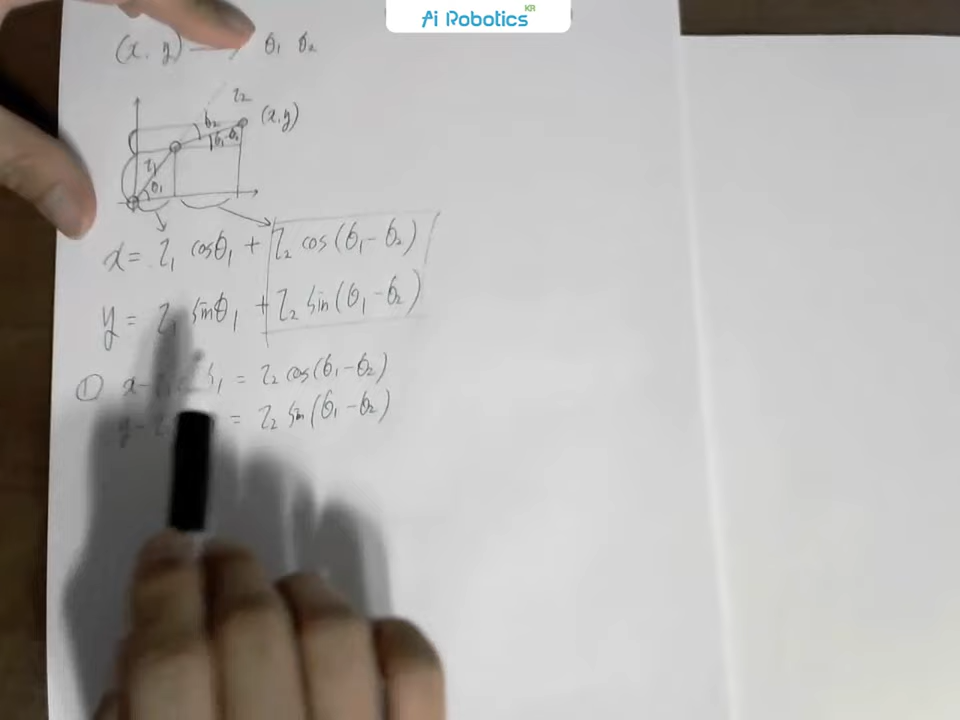 Ai Robotics KR
(x, y) → θ₁ θ₂
l₂
θ₂ (x,y)
l₁ θ₁-θ₂
θ₁
x = l₁ cosθ₁ + l₂ cos(θ₁-θ₂)
y = l₁ sinθ₁ + l₂ sin(θ₁-θ₂)
① x- = l₂ cos(θ₁-θ₂)
y- = l₂ sin(θ₁-θ₂)